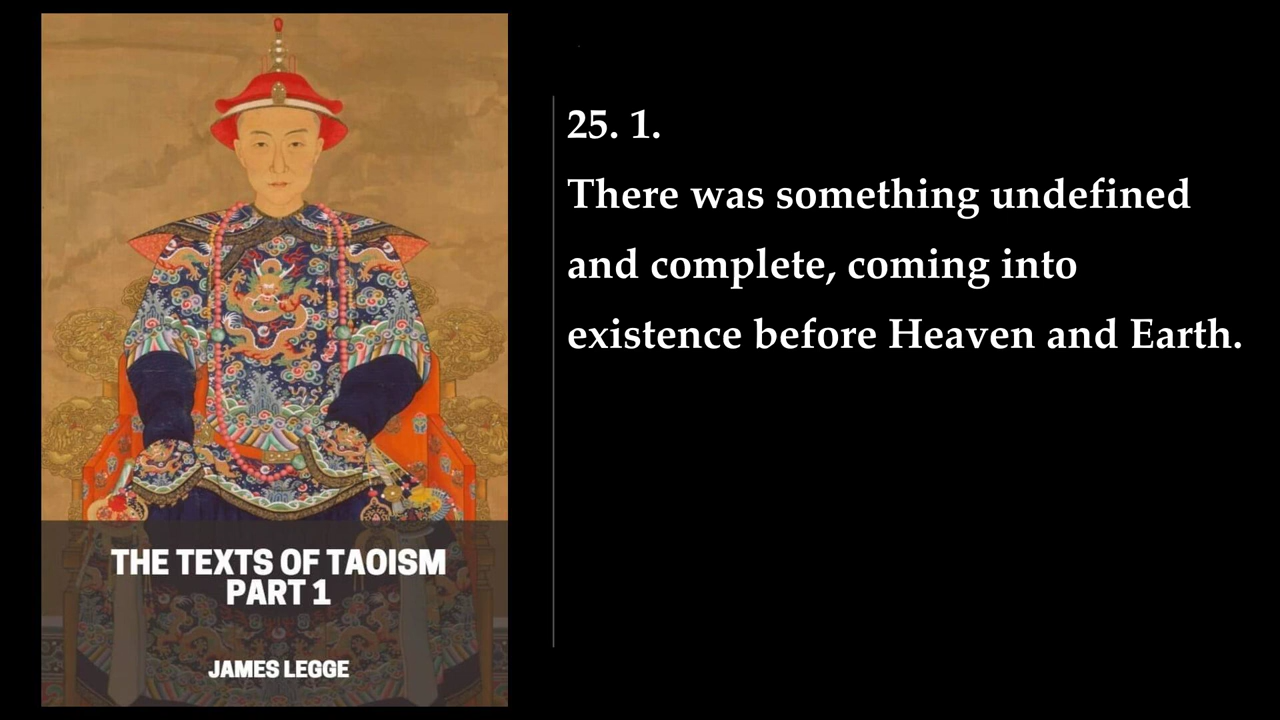 THE TEXTS OF TAOISM
PART 1
JAMES LEGGE
25. 1.
There was something undefined
and complete, coming into
existence before Heaven and Earth.